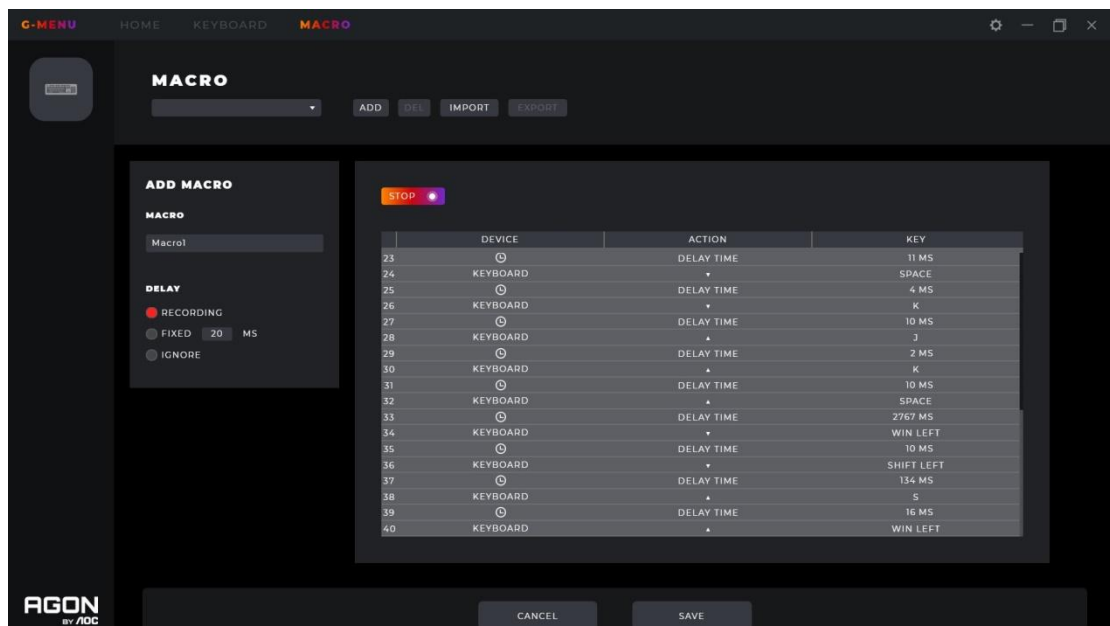 G-MENU HOME KEYBOARD MACRO
MACRO
ADD DEL IMPORT EXPORT
ADD MACRO
MACRO
Macro1
DELAY
RECORDING
FIXED 20 MS
IGNORE
STOP
DEVICE ACTION KEY
23 DELAY TIME 11 MS
24 KEYBOARD SPACE
25 DELAY TIME 4 MS
26 KEYBOARD K
27 DELAY TIME 10 MS
28 KEYBOARD J
29 DELAY TIME 2 MS
30 KEYBOARD K
31 DELAY TIME 10 MS
32 KEYBOARD SPACE
33 DELAY TIME 2767 MS
34 KEYBOARD WIN LEFT
35 DELAY TIME 10 MS
36 KEYBOARD SHIFT LEFT
37 DELAY TIME 134 MS
38 KEYBOARD S
39 DELAY TIME 16 MS
40 KEYBOARD WIN LEFT
CANCEL SAVE
AGON
BY AOC